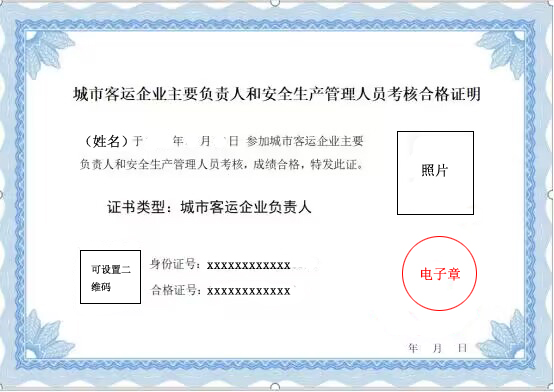 城市客运企业主要负责人和安全生产管理人员考核合格证明
（姓名）于 年 月 日 参加城市客运企业主要
负责人和安全生产管理人员考核，成绩合格，特发此证。
照片
证书类型：城市客运企业负责人
可设置二
维码
身份证号：xxxxxxxxxxxx
合格证号：xxxxxxxxxxxx
电子章
年 月 日